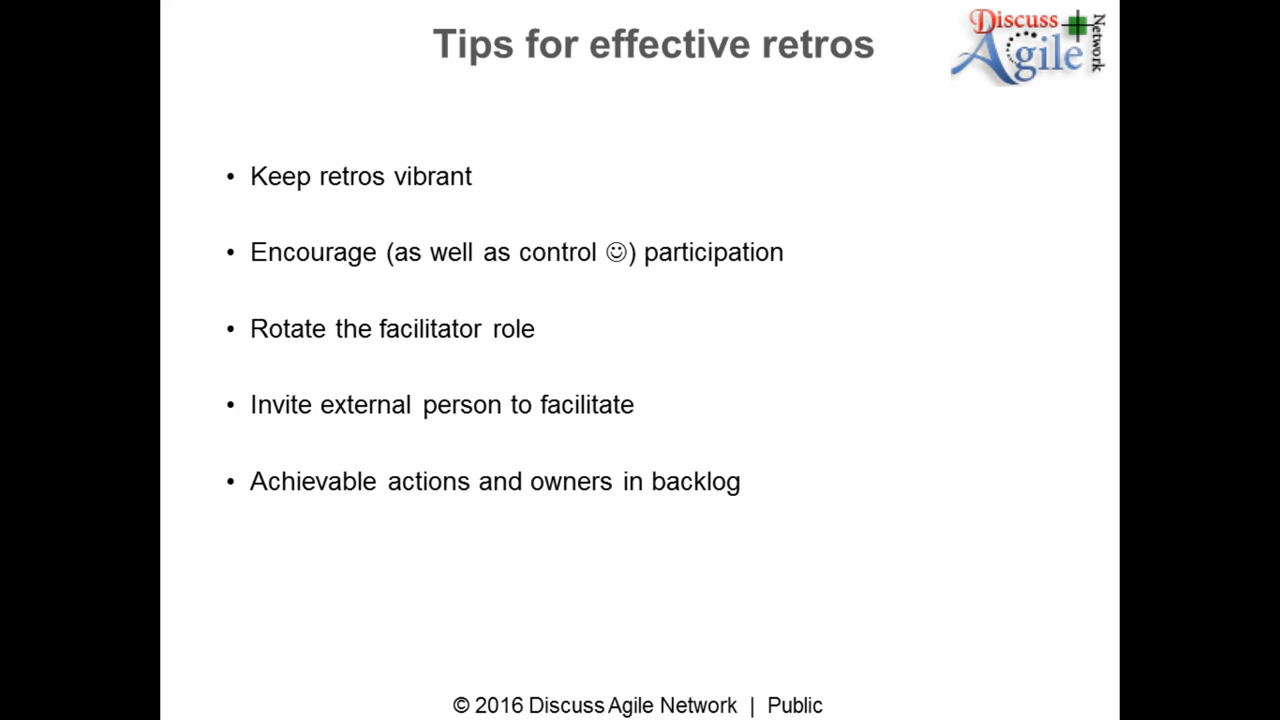 Tips for effective retros
Discuss
Agile
Network
• Keep retros vibrant
• Encourage (as well as control ☺) participation
• Rotate the facilitator role
• Invite external person to facilitate
• Achievable actions and owners in backlog
© 2016 Discuss Agile Network | Public